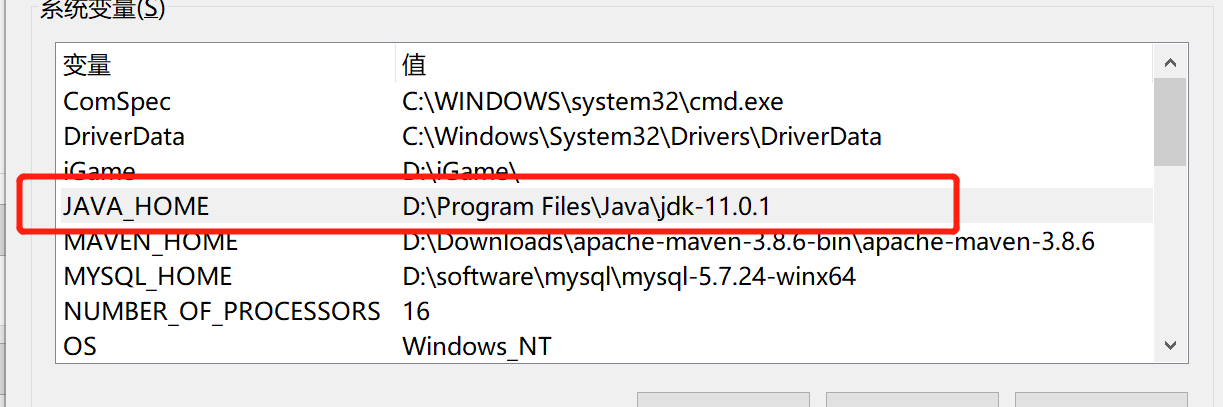 系统变量(S)
变量 值
ComSpec C:\WINDOWS\system32\cmd.exe
DriverData C:\Windows\System32\Drivers\DriverData
iGame D:\iGame\
JAVA_HOME D:\Program Files\Java\jdk-11.0.1
MAVEN_HOME D:\Downloads\apache-maven-3.8.6-bin\apache-maven-3.8.6
MYSQL_HOME D:\software\mysql\mysql-5.7.24-winx64
NUMBER_OF_PROCESSORS 16
OS Windows_NT